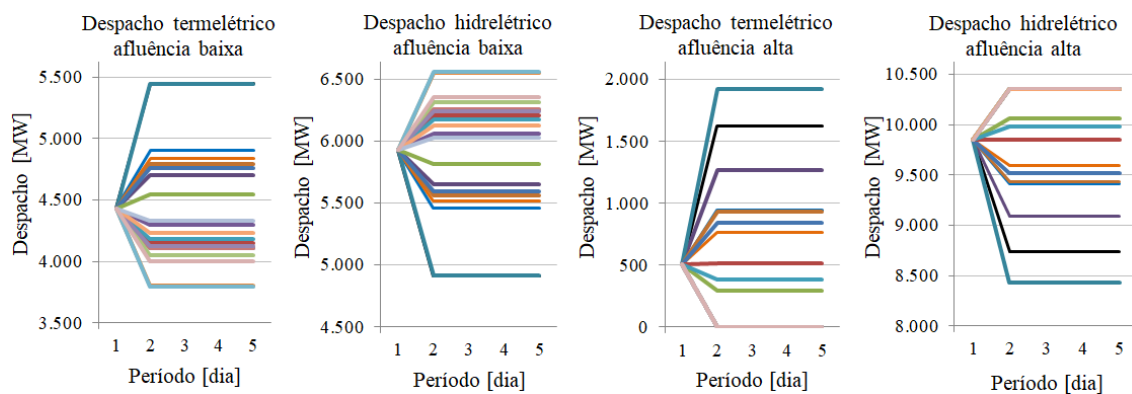 Despacho termelétrico
afluência baixa
Despacho [MW]
5.500
5.000
4.500
4.000
3.500
1 2 3 4 5
Período [dia]
Despacho hidrelétrico
afluência baixa
Despacho [MW]
6.500
6.000
5.500
5.000
4.500
1 2 3 4 5
Período [dia]
Despacho termelétrico
afluência alta
Despacho [MW]
2.000
1.500
1.000
500
0
1 2 3 4 5
Período [dia]
Despacho hidrelétrico
afluência alta
Despacho [MW]
10.500
10.000
9.500
9.000
8.500
8.000
1 2 3 4 5
Período [dia]